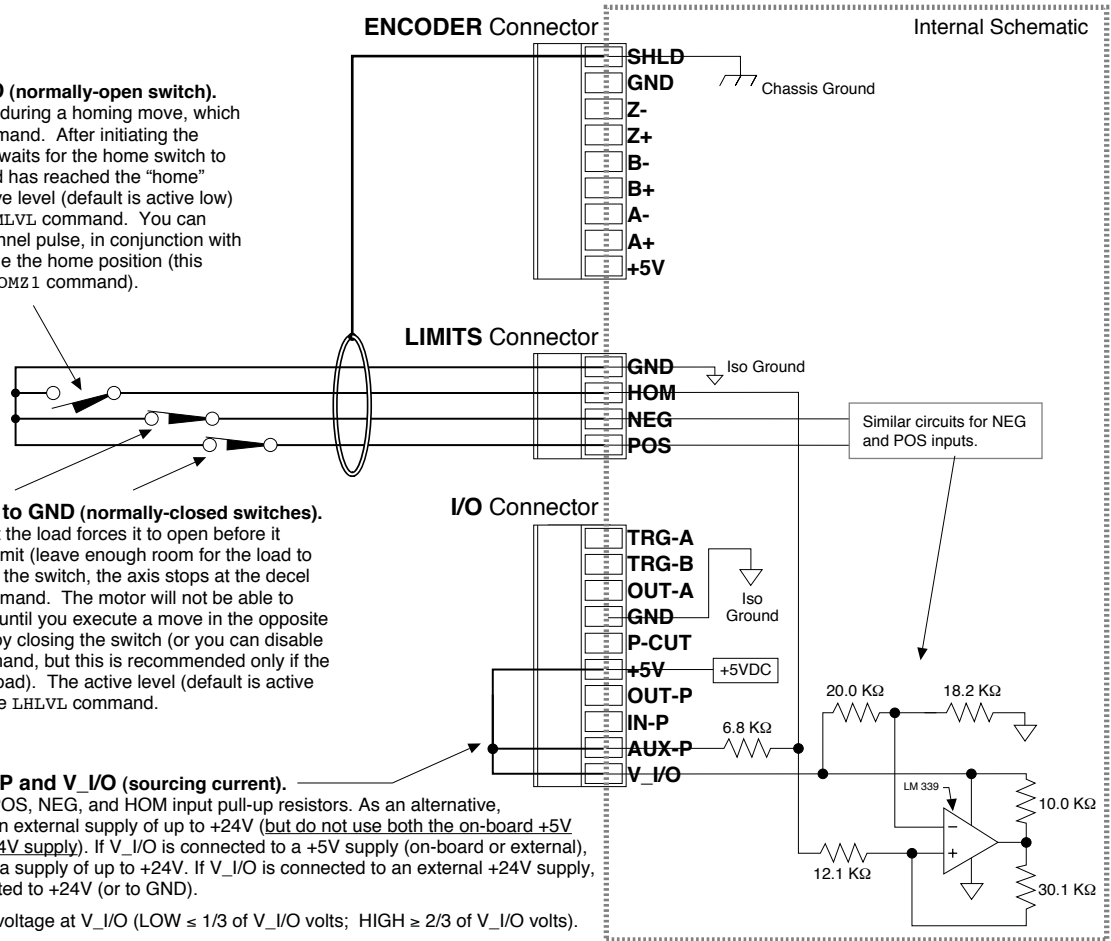 ENCODER Connector
Internal Schematic
SHLD
GND
Z-
Z+
B-
B+
A-
A+
+5V
Chassis Ground
(normally-open switch).
during a homing move, which
After initiating the
waits for the home switch to
has reached the “home”
level (default is active low)
command. You can
pulse, in conjunction with
the home position (this
command).
LIMITS Connector
GND
HOM
NEG
POS
Iso Ground
Similar circuits for NEG
and POS inputs.
to GND (normally-closed switches).
the load forces it to open before it
(leave enough room for the load to
the switch, the axis stops at the decel
The motor will not be able to
until you execute a move in the opposite
by closing the switch (or you can disable
but this is recommended only if the
The active level (default is active
LHLVL command.
I/O Connector
TRG-A
TRG-B
OUT-A
GND
P-CUT
+5V
OUT-P
IN-P
AUX-P
V_I/O
Iso
Ground
+5VDC
6.8 KΩ
20.0 KΩ
18.2 KΩ
LM 339
10.0 KΩ
12.1 KΩ
30.1 KΩ
and V_I/O (sourcing current).
NEG, and HOM input pull-up resistors. As an alternative,
external supply of up to +24V (but do not use both the on-board +5V
supply). If V_I/O is connected to a +5V supply (on-board or external),
a supply of up to +24V. If V_I/O is connected to an external +24V supply,
to +24V (or to GND).
voltage at V_I/O (LOW ≤ 1/3 of V_I/O volts; HIGH ≥ 2/3 of V_I/O volts).